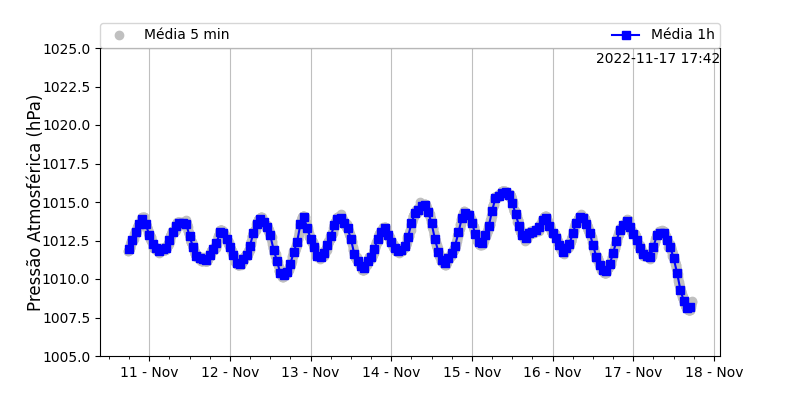 Média 5 min
Média 1h
2022-11-17 17:42
Pressão Atmosférica (hPa)
1025.0
1022.5
1020.0
1017.5
1015.0
1012.5
1010.0
1007.5
1005.0
11 - Nov
12 - Nov
13 - Nov
14 - Nov
15 - Nov
16 - Nov
17 - Nov
18 - Nov